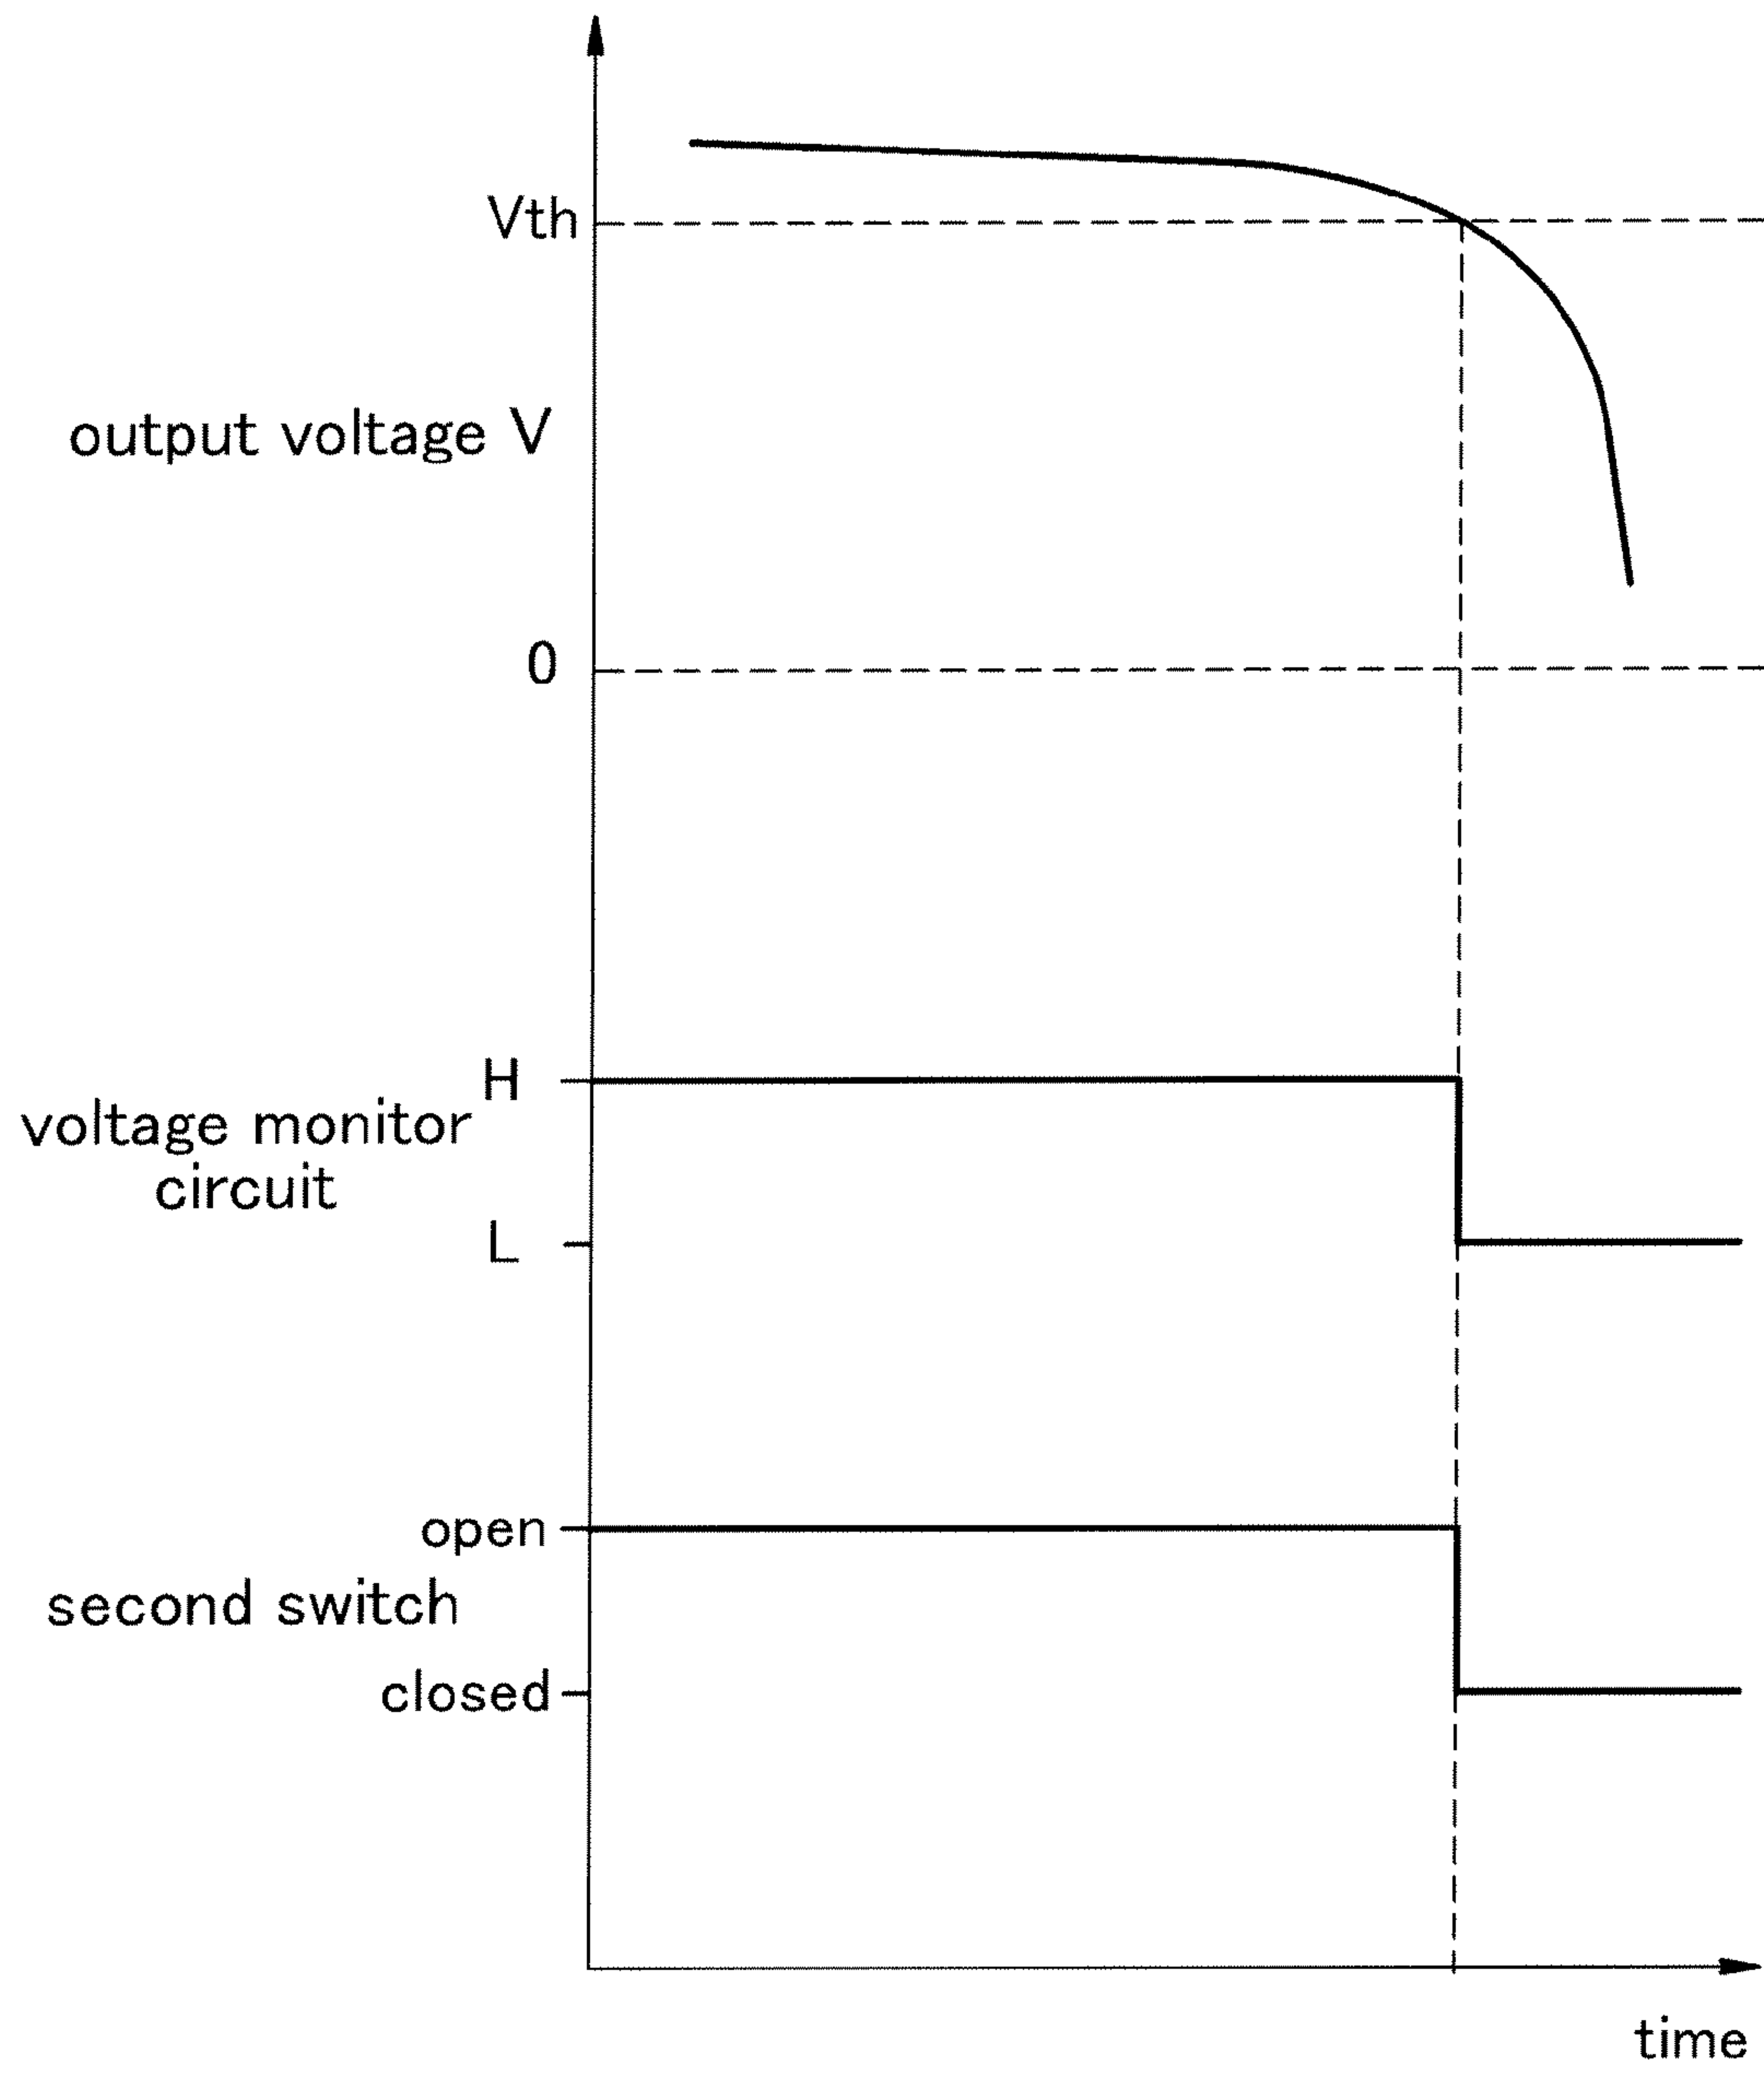 Vth
output voltage V
0
H
voltage monitor
circuit
L
open
second switch
closed
time